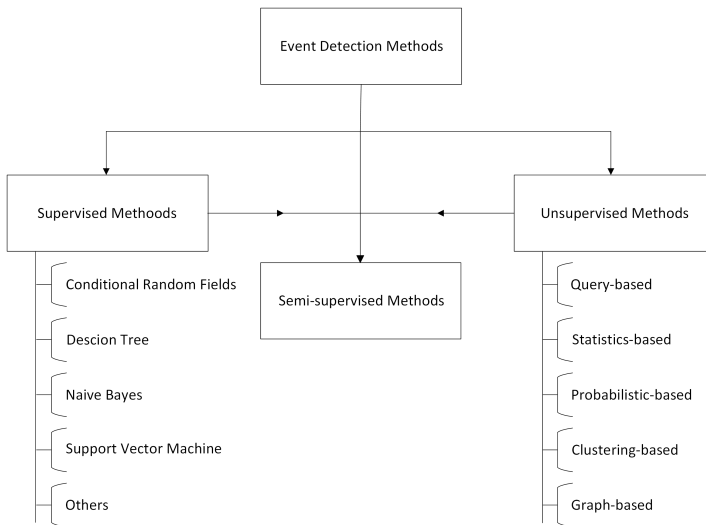 Event Detection Methods
Supervised Methoods
Unsupervised Methods
Semi-supervised Methods
Conditional Random Fields
Descion Tree
Naive Bayes
Support Vector Machine
Others
Query-based
Statistics-based
Probabilistic-based
Clustering-based
Graph-based